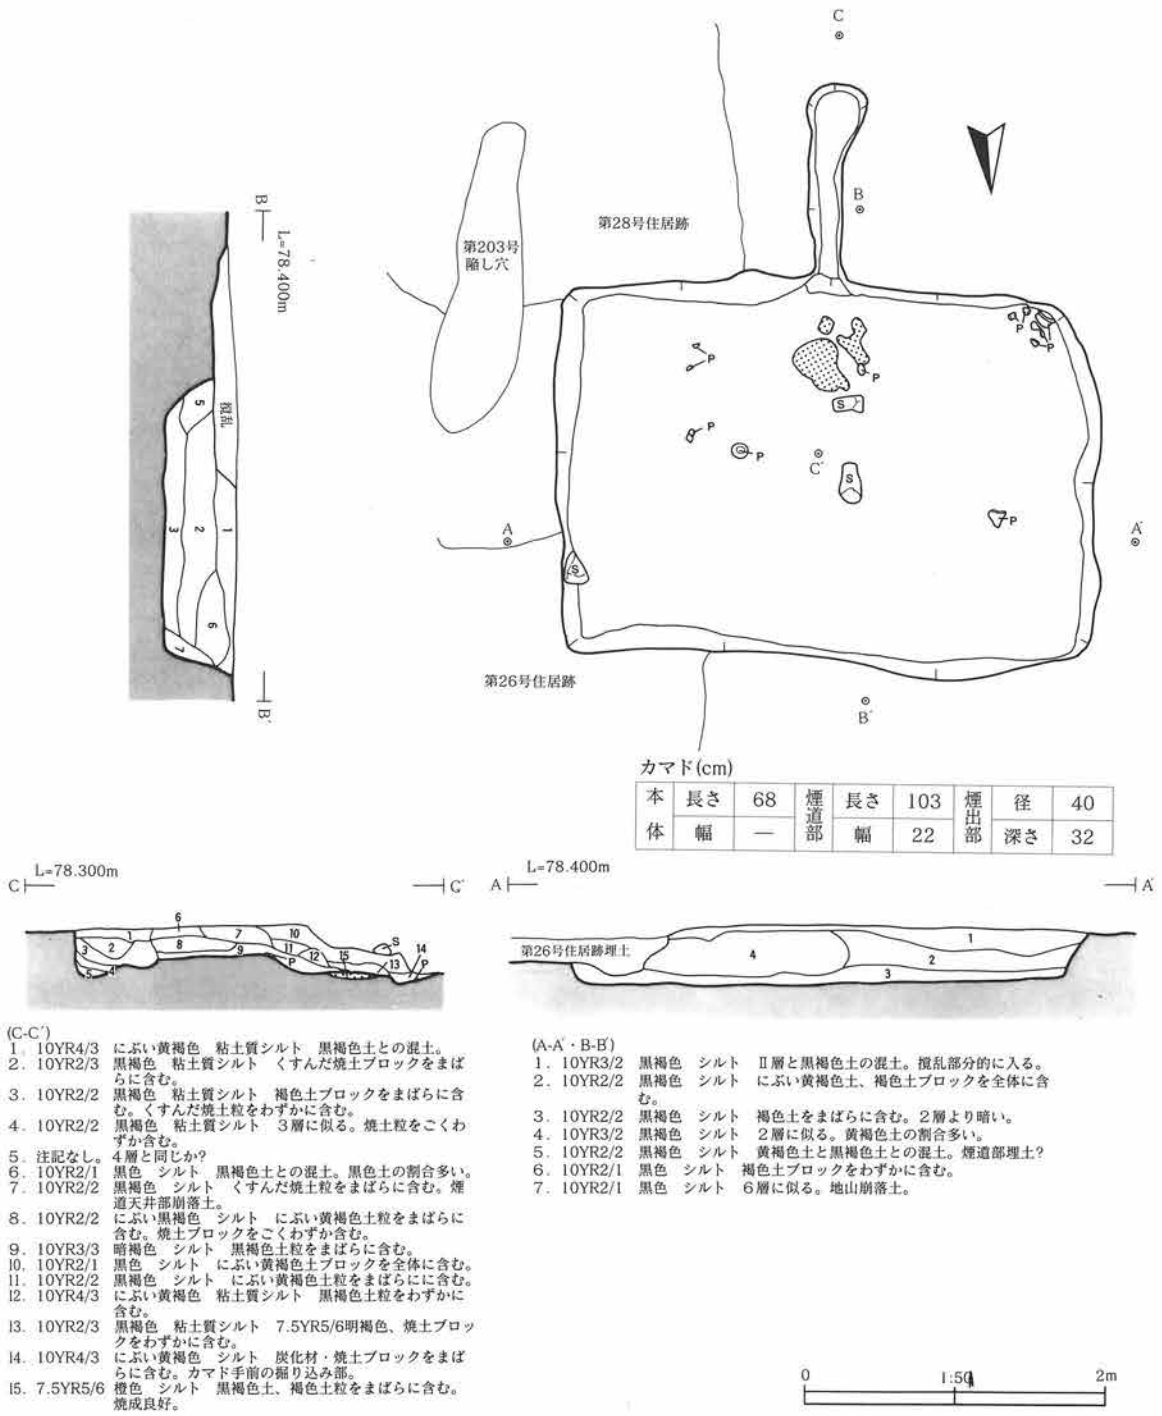 C
B
第28号住居跡
第203号
陥し穴
B
L=78.400m
撹乱
5
3
2
1
6
7
B′
P
P
P
S
P
P
C′
S
P
A
A′
S
第26号住居跡
B′
カマド(cm)
本体 長さ 68 煙道部 長さ 103 煙出部 径 40
幅 — 幅 22 深さ 32
L=78.300m
C C′
6
1 7 10
3 2 8 9 11 12 15 13 S 14
5 4 P P
L=78.400m
A A′
第26号住居跡埋土
4
1
2
3
(C-C′)
1. 10YR4/3 にぶい黄褐色 粘土質シルト 黒褐色土との混土。
2. 10YR2/3 黒褐色 粘土質シルト くすんだ焼土ブロックをまば
らに含む。
3. 10YR2/2 黒褐色 粘土質シルト 褐色土ブロックをまばらに含
む。くすんだ焼土粒をわずかに含む。
4. 10YR2/2 黒褐色 粘土質シルト 3層に似る。焼土粒をごくわ
ずか含む。
5. 注記なし。4層と同じか?
6. 10YR2/1 黒色 シルト 黒褐色土との混土。黒色土の割合多い。
7. 10YR2/2 黒褐色 シルト くすんだ焼土粒をまばらに含む。煙
道天井部崩落土。
8. 10YR2/2 にぶい黒褐色 シルト にぶい黄褐色土粒をまばらに
含む。焼土ブロックをごくわずか含む。
9. 10YR3/3 暗褐色 シルト 黒褐色土粒をまばらに含む。
10. 10YR2/1 黒色 シルト にぶい黄褐色土ブロックを全体に含む。
11. 10YR2/2 黒褐色 シルト にぶい黄褐色土粒をまばらにに含む。
12. 10YR4/3 にぶい黄褐色 粘土質シルト 黒褐色土粒をわずかに
含む。
13. 10YR2/3 黒褐色 粘土質シルト 7.5YR5/6明褐色、焼土ブロッ
クをわずかに含む。
14. 10YR4/3 にぶい黄褐色 シルト 炭化材・焼土ブロックをまば
らに含む。カマド手前の掘り込み部。
15. 7.5YR5/6 橙色 シルト 黒褐色土、褐色土粒をまばらに含む。
焼成良好。
(A-A′・B-B′)
1. 10YR3/2 黒褐色 シルト Ⅱ層と黒褐色土の混土。撹乱部分的に入る。
2. 10YR2/2 黒褐色 シルト にぶい黄褐色土、褐色土ブロックを全体に含
む。
3. 10YR2/2 黒褐色 シルト 褐色土をまばらに含む。2層より暗い。
4. 10YR3/2 黒褐色 シルト 2層に似る。黄褐色土の割合多い。
5. 10YR2/2 黒褐色 シルト 黄褐色土と黒褐色土との混土。煙道部埋土?
6. 10YR2/1 黒色 シルト 褐色土ブロックをわずかに含む。
7. 10YR2/1 黒色 シルト 6層に似る。地山崩落土。
0 1:50 2m